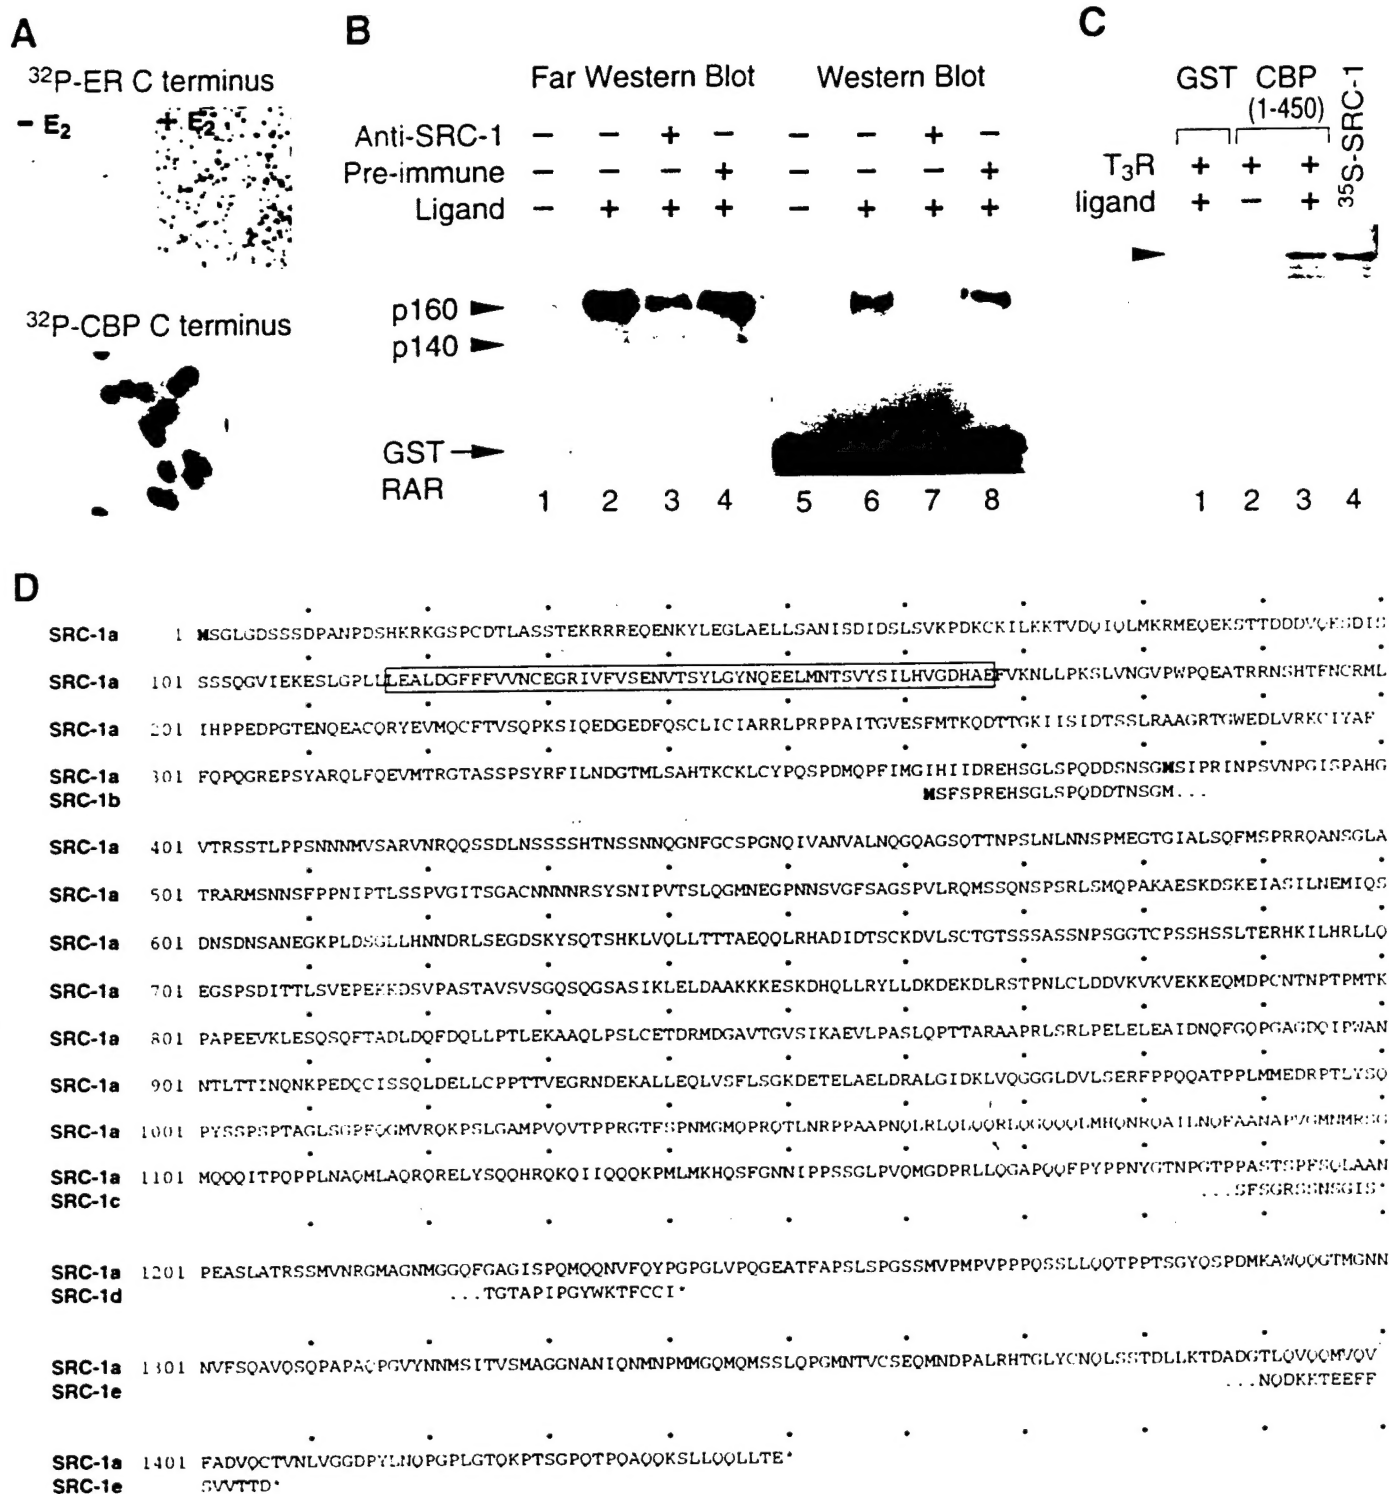 A
32P-ER C terminus
- E2 + E2
32P-CBP C terminus
B
Far Western Blot Western Blot
Anti-SRC-1 - - + - - - + -
Pre-immune - - - + - - - +
Ligand - + + + - + + +
p160
p140
GST
RAR
1 2 3 4 5 6 7 8
C
GST CBP
(1-450)
35S-SRC-1
T3R + + +
ligand + - +
1 2 3 4
D
SRC-1a 1 MSGLGDSSSDPANPDSHKRKGSPCDTLASSTEKRRREQENKYLEGLAELLSANISDIDSLSVKPDKCKILKKTVDQIQLMKRMEQEKSTTDDDVQKSDIS
SRC-1a 101 SSSQGVIEKESLGPLLLEALDGFFFVVNCEGRIVFVSENVTSYLGYNQEELMNTSVYSILHVGDHAEFVKNLLPKSLVNGVPWPQEATRRNSHTFNCRML
SRC-1a 201 IHPPEDPGTENQEACQRYEVMQCFTVSQPKSIQEDGEDFQSCLICIARRLPRPPAITGVESFMTKQDTTGKIISIDTSSLRAAGRTGWEDLVRKCIYAF
SRC-1a 301 FQPQGREPSYARQLFQEVMTRGTASSPSYRFILNDGTMLSAHTKCKLCYPQSPDMQPFIMGIHIIDREHSGLSPQDDSNSGMSIPRINPSVNPGISPAHG
SRC-1b MSFSPREHSGLSPQDDTNSGM...
SRC-1a 401 VTRSSTLPPSNNNMVSARVNRQQSSDLNSSSSHTNSSNNQGNFGCSPGNQIVANVALNQGQAGSQTTNPSLNLNNSPMEGTGIALSQFMSPRRQANSGLA
SRC-1a 501 TRARMSNNSFPPNIPTLSSPVGITSGACNNNNRSYSNIPVTSLQGMNEGPNNSVGFSAGSPVLRQMSSQNSPSRLSMQPAKAESKDSKEIASILNEMIQS
SRC-1a 601 DNSDNSANEGKPLDSGLLHNNDRLSEGDSKYSQTSHKLVQLLTTTAEQQLRHADIDTSCKDVLSCTGTSSSASSNPSGGTCPSSHSSLTERHKILHRLLQ
SRC-1a 701 EGSPSDITTLSVEPEKKDSVPASTAVSVSGQSQGSASIKLELDAAKKKESKDHQLLRYLLDKDEKDLRSTPNLCLDDVKVKVEKKEQMDPCNTNPTPMTK
SRC-1a 801 PAPEEVKLESQSQFTADLDQFDQLLPTLEKAAQLPSLCETDRMDGAVTGVSIKAEVLPASLQPTTARAAPRLSRLPELELEAIDNQFGQPGAGDQIPWAN
SRC-1a 901 NTLTTINQNKPEDQCISSQLDELLCPPTTVEGRNDEKALLEQLVSFLSGKDETELAELDRALGIDKLVQGGGLDVLSERFPPQQATPPLMMEDRPTLYSQ
SRC-1a 1001 PYSSPSPTAGLSGPFQGMVRQKPSLGAMPVQVTPPRGTFSPNMGMQPRQTLNRPPAAPNQLRLQLQQRLQGQQQLMHQNRQAILNQFAANAPVGMNMRSG
SRC-1a 1101 MQQQITPQPPLNAQMLAQRQRELYSQQHRQKQIIQQQKPMLMKHQSFGNNIPPSSGLPVQMGDPRLLQGAPQQFPYPPNYGTNPGTPPASTSPFSQLAAN
SRC-1c ...SFSGRSSNSGIS*
SRC-1a 1201 PEASLATRSSMVNRGMAGNMGGQFGAGISPQMQQNVFQYPGPGLVPQGEATFAPSLSPGSSMVPMPVPPPQSSLLQQTPPTSGYQSPDMKAWQQGTMGNN
SRC-1d ...TGTAPIPGYWKTFCCI*
SRC-1a 1301 NVFSQAVQSQPAPAQPGVYNNMSITVSMAGGNANIQNMNPMMGQMQMSSLQPGMNTVCSEQMNDPALRHTGLYCNQLSSTDLLKTDADGTLQVQQMVQV
SRC-1e ...NQDKKTEEFF
SRC-1a 1401 FADVQCTVNLVGGDPYLNQPGPLGTQKPTSGPQTPQAQQKSLLQQLLTE*
SRC-1e SVVTTD*